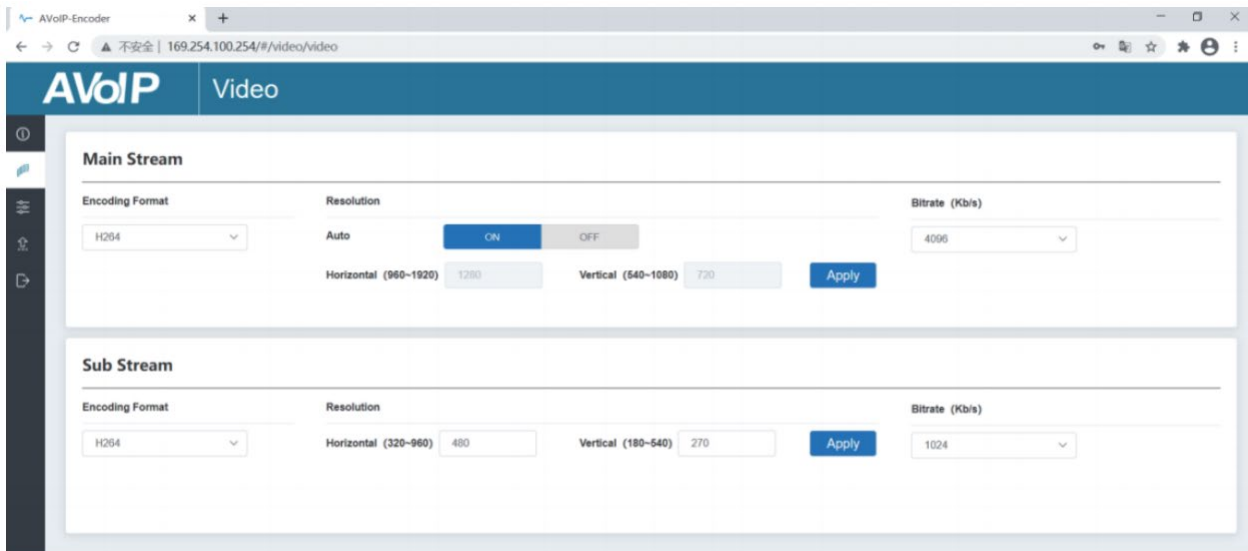 AVoIP-Encoder
不安全 | 169.254.100.254/#/video/video
AVoIP Video
Main Stream
Encoding Format Resolution Bitrate (Kb/s)
H264 Auto ON OFF 4096
Horizontal (960~1920) 1280 Vertical (540~1080) 720 Apply
Sub Stream
Encoding Format Resolution Bitrate (Kb/s)
H264 Horizontal (320~960) 480 Vertical (180~540) 270 Apply 1024